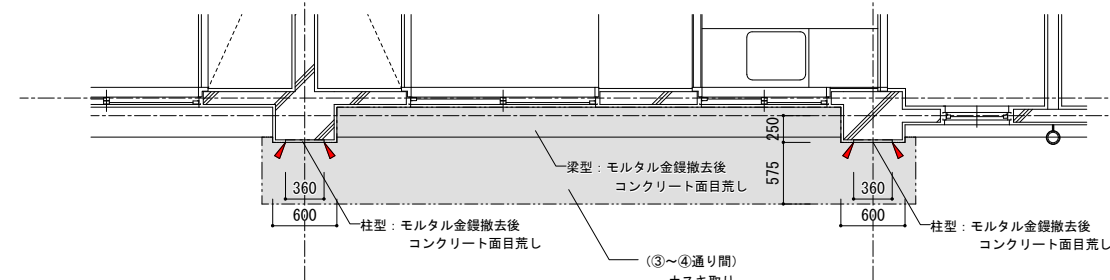 250
575
梁型：モルタル金鏝撤去後
コンクリート面目荒し
360
600
柱型：モルタル金鏝撤去後
コンクリート面目荒し
360
600
柱型：モルタル金鏝撤去後
コンクリート面目荒し
（③～④通り間）